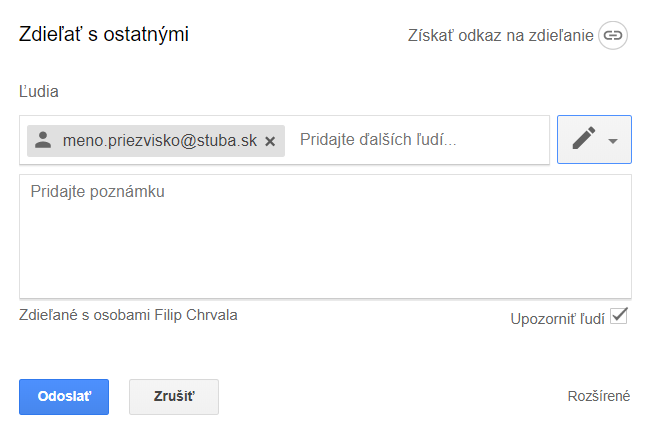 Zdieľať s ostatnými
Získať odkaz na zdieľanie
Ľudia
meno.priezvisko@stuba.sk × Pridajte ďalších ľudí...
Pridajte poznámku
Zdieľané s osobami Filip Chrvala
Upozorniť ľudí
Odoslať Zrušiť Rozšírené